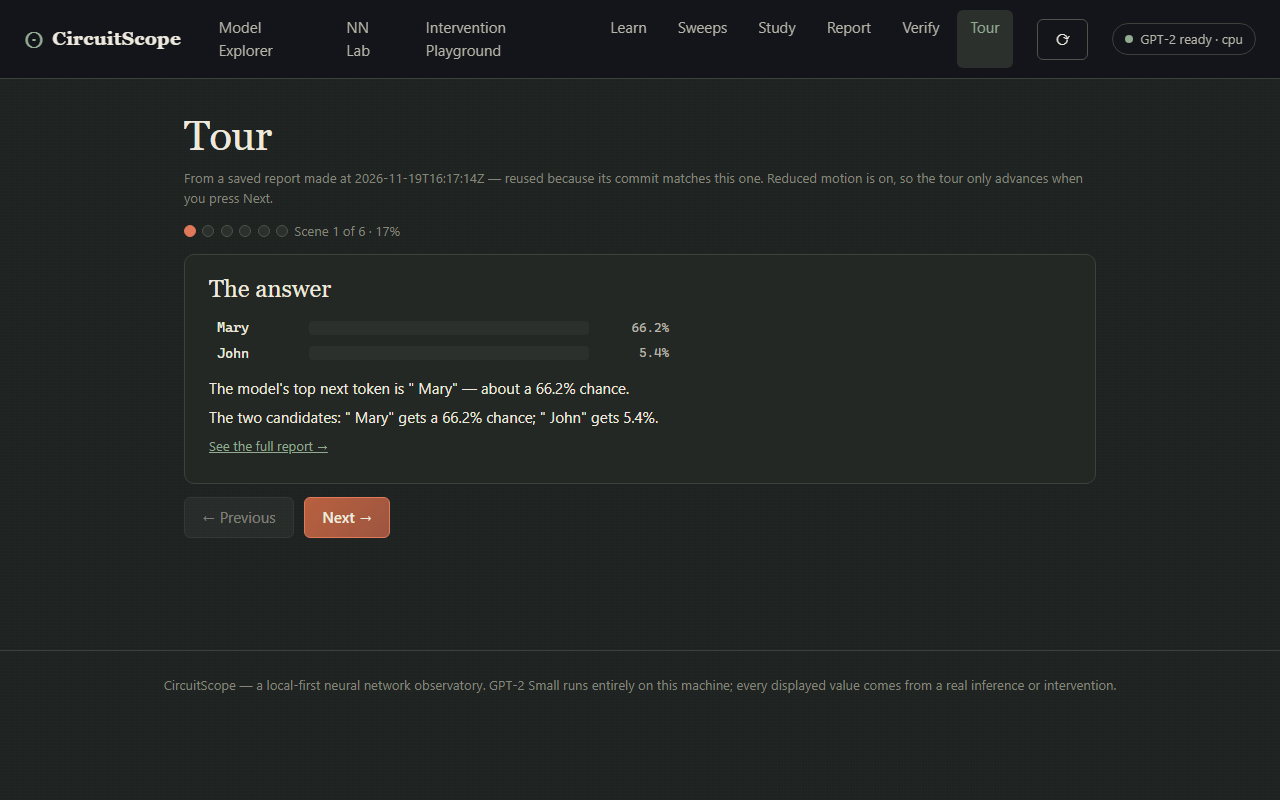 CircuitScope
Model Explorer
NN Lab
Intervention Playground
Learn
Sweeps
Study
Report
Verify
Tour
GPT-2 ready · cpu
Tour
From a saved report made at 2026-11-19T16:17:14Z — reused because its commit matches this one. Reduced motion is on, so the tour only advances when
you press Next.
Scene 1 of 6 · 17%
The answer
Mary 66.2%
John 5.4%
The model's top next token is " Mary" — about a 66.2% chance.
The two candidates: " Mary" gets a 66.2% chance; " John" gets 5.4%.
See the full report →
← Previous
Next →
CircuitScope — a local-first neural network observatory. GPT-2 Small runs entirely on this machine; every displayed value comes from a real inference or intervention.